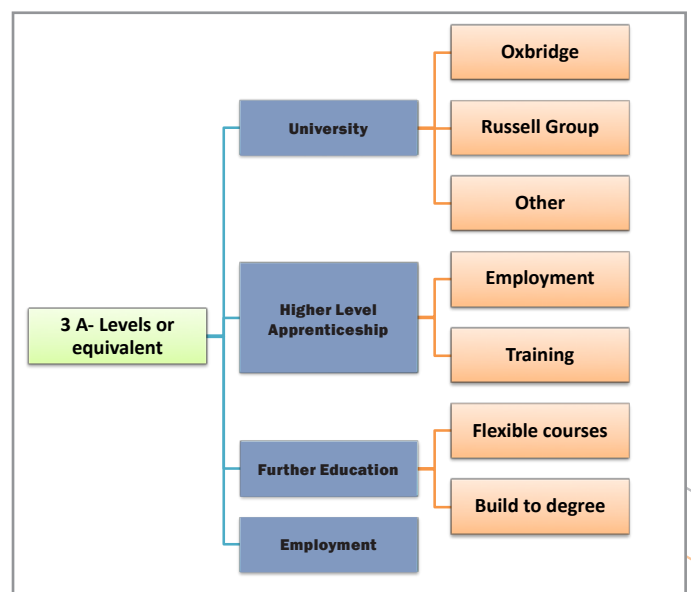 3 A- Levels or
equivalent
University
Oxbridge
Russell Group
Other
Higher Level
Apprenticeship
Employment
Training
Further Education
Flexible courses
Build to degree
Employment